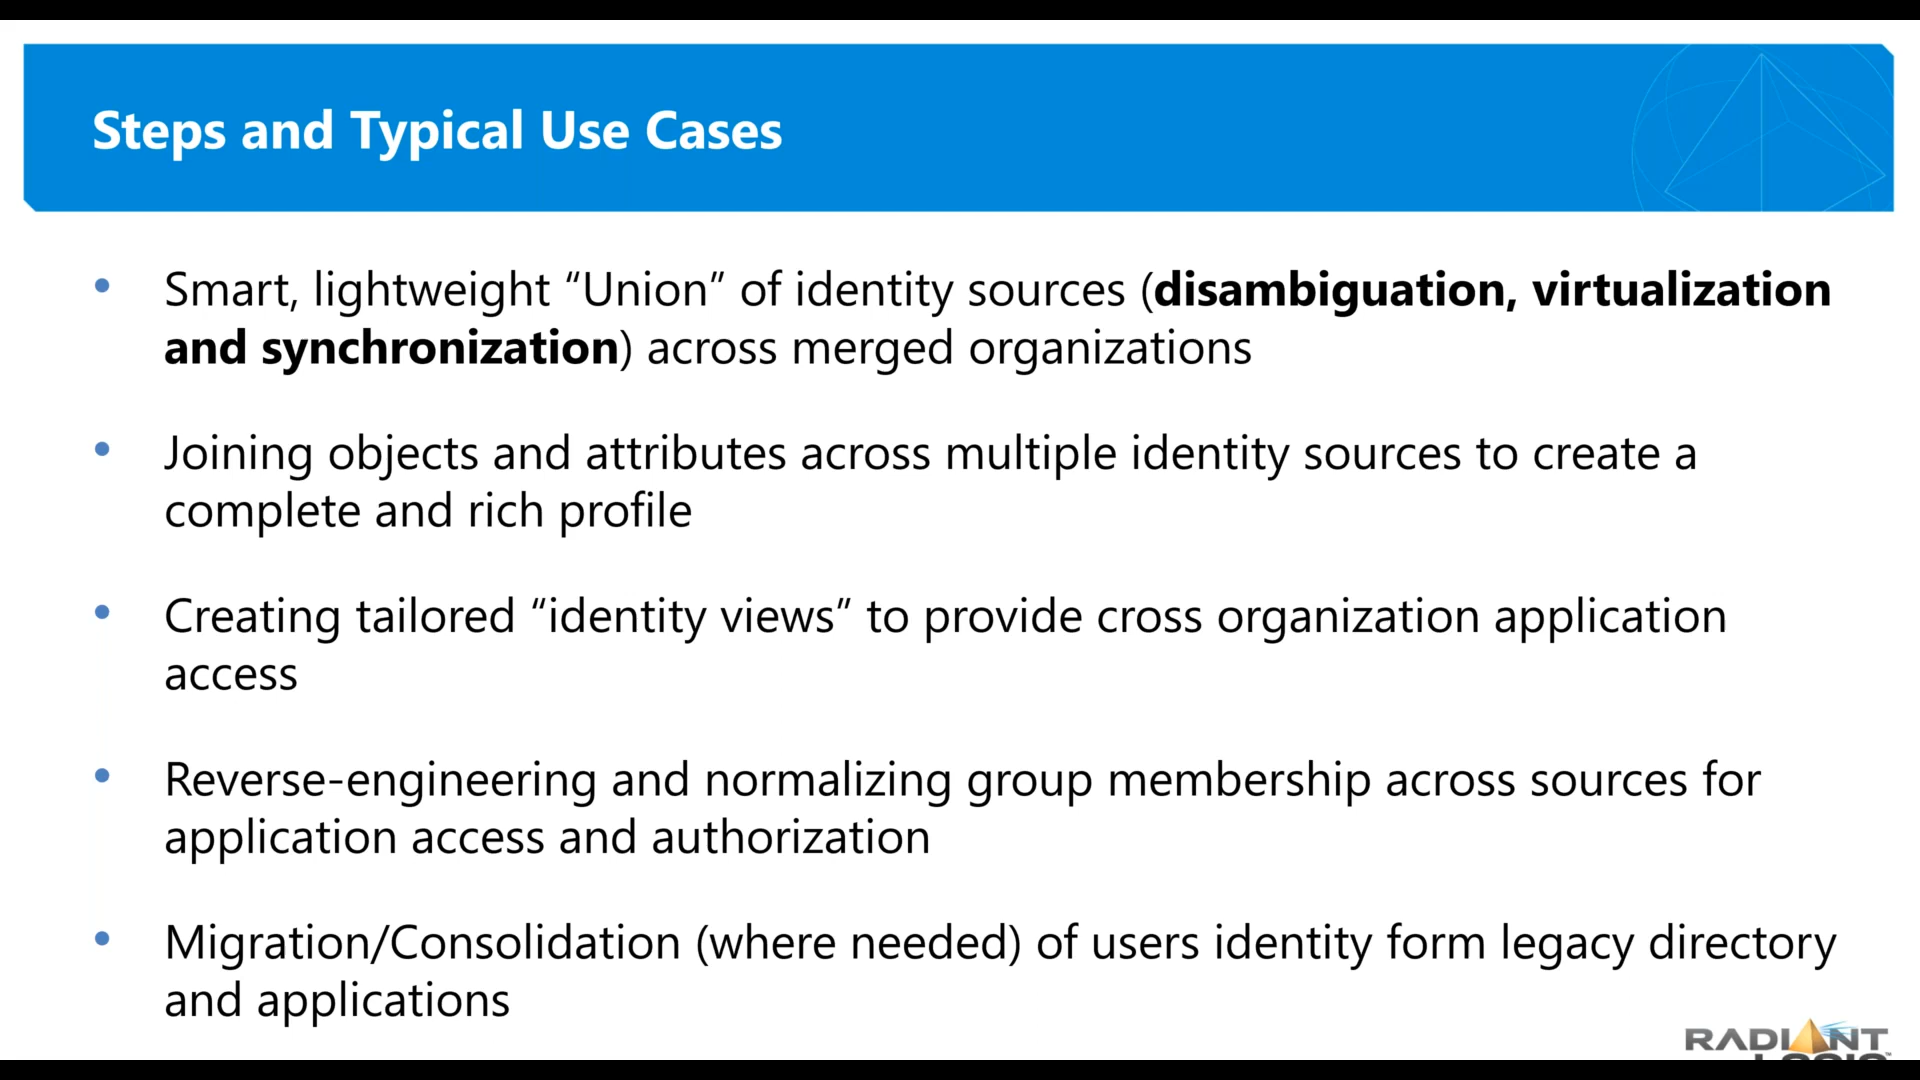 Steps and Typical Use Cases
• Smart, lightweight “Union” of identity sources (disambiguation, virtualization
and synchronization) across merged organizations
• Joining objects and attributes across multiple identity sources to create a
complete and rich profile
• Creating tailored “identity views” to provide cross organization application
access
• Reverse-engineering and normalizing group membership across sources for
application access and authorization
• Migration/Consolidation (where needed) of users identity form legacy directory
and applications
RADIANT
LOGIC